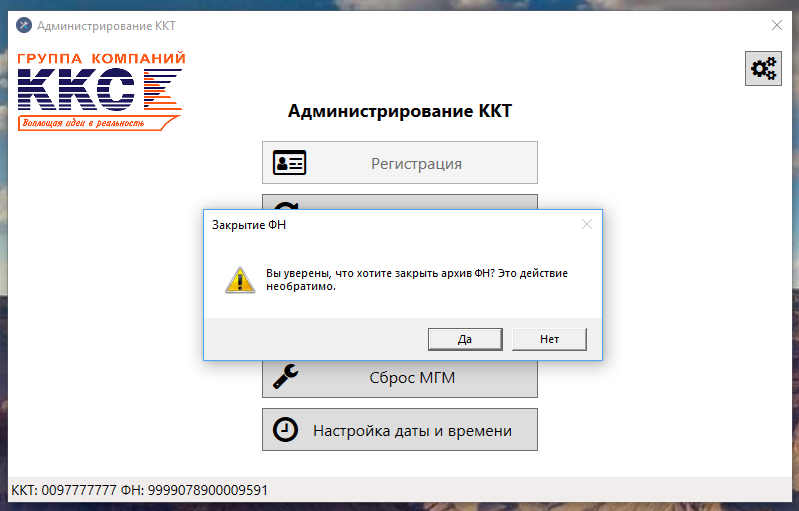 Администрирование ККТ
ГРУППА КОМПАНИЙ
ККС
Воплощая идеи в реальность
Администрирование ККТ
Регистрация
Закрытие ФН
Вы уверены, что хотите закрыть архив ФН? Это действие
необратимо.
Да
Нет
Сброс МГМ
Настройка даты и времени
ККТ: 0097777777 ФН: 9999078900009591